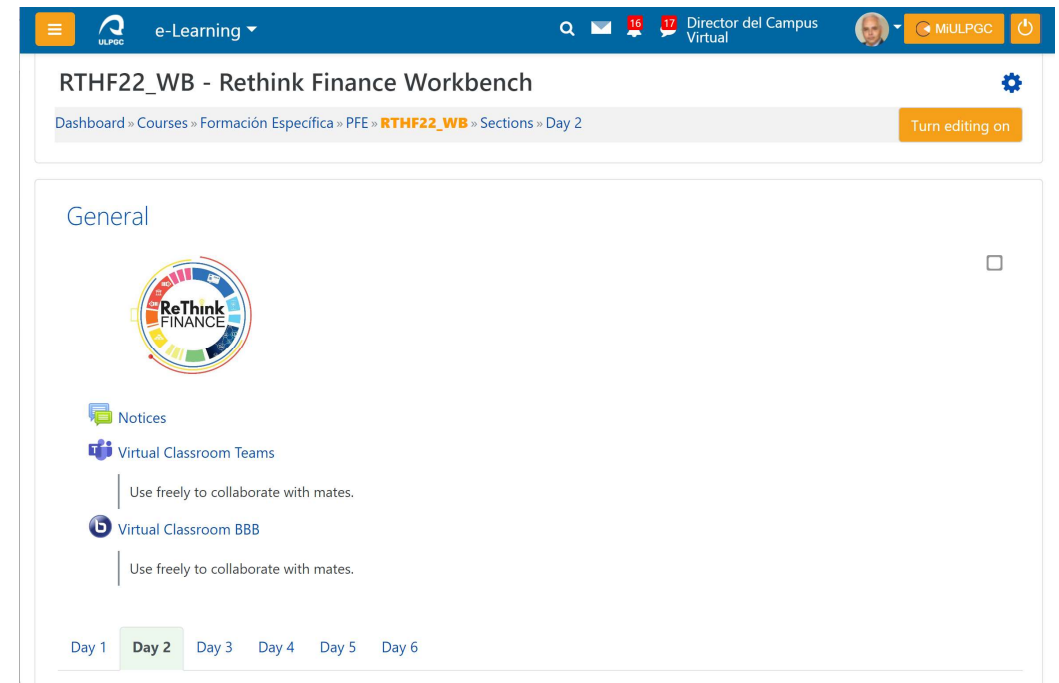 ULPGC
e-Learning
16
17
Director del Campus
Virtual
MiULPGC
RTHF22_WB - Rethink Finance Workbench
Dashboard » Courses » Formación Específica » PFE » RTHF22_WB » Sections » Day 2
Turn editing on
General
ReThink
FINANCE
Notices
Virtual Classroom Teams
Use freely to collaborate with mates.
Virtual Classroom BBB
Use freely to collaborate with mates.
Day 1 Day 2 Day 3 Day 4 Day 5 Day 6